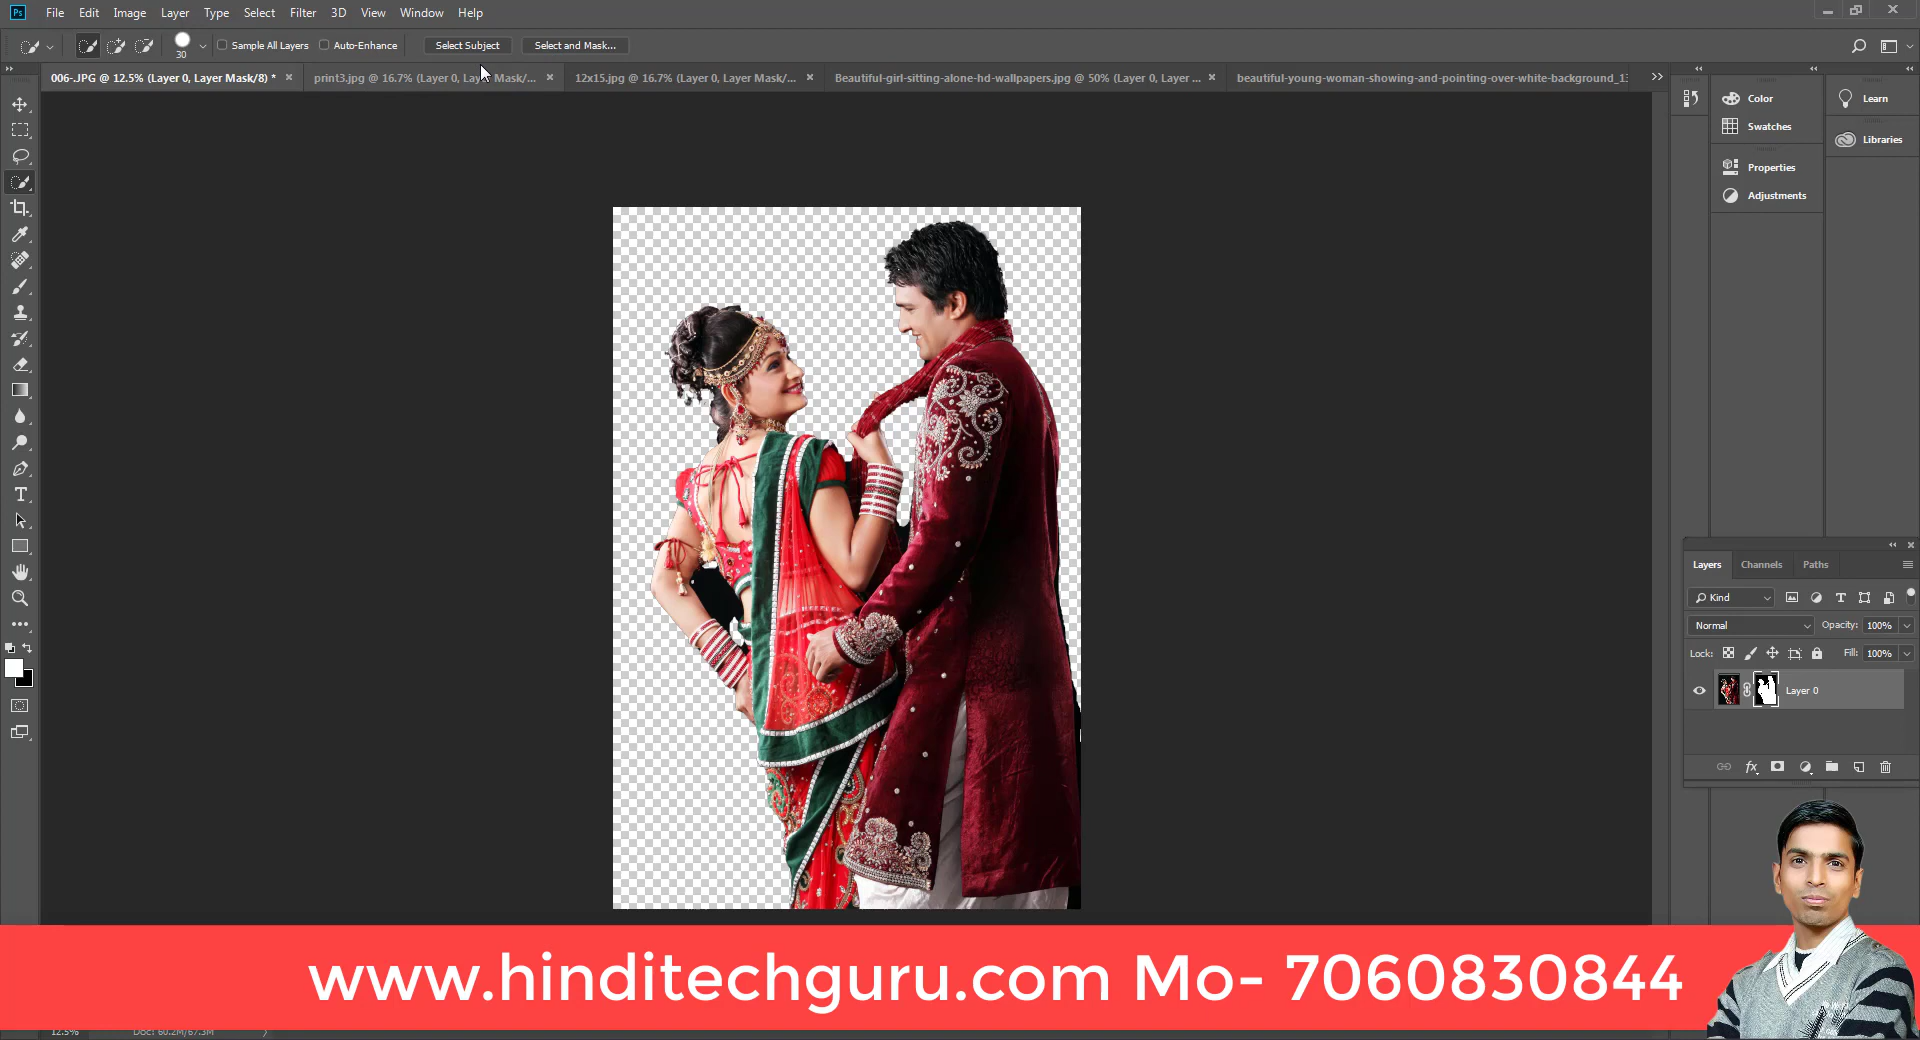 Ps File Edit Image Layer Type Select Filter 3D View Window Help
30 Sample All Layers Auto-Enhance Select Subject Select and Mask...
006-.JPG @ 12.5% (Layer 0, Layer Mask/8) * × print3.jpg @ 16.7% (Layer 0, Layer Mask/... × 12x15.jpg @ 16.7% (Layer 0, Layer Mask/... × Beautiful-girl-sitting-alone-hd-wallpapers.jpg @ 50% (Layer 0, Layer ... × beautiful-young-woman-showing-and-pointing-over-white-background_13
Color
Swatches
Properties
Adjustments
Learn
Libraries
Layers Channels Paths
Kind
Normal Opacity: 100%
Lock: Fill: 100%
Layer 0
www.hinditechguru.com Mo- 7060830844
12.5% Doc: 60.2M/67.3M